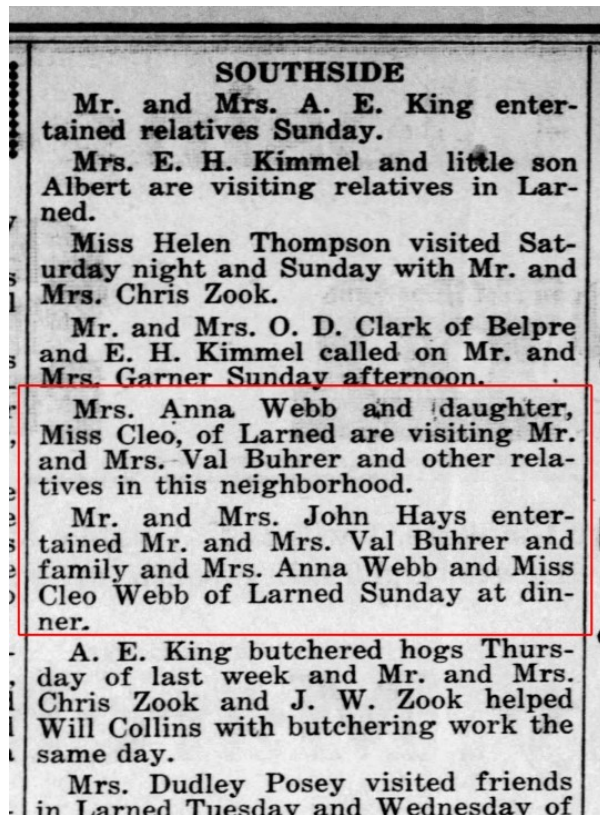 SOUTHSIDE
Mr. and Mrs. A. E. King enter-
tained relatives Sunday.
Mrs. E. H. Kimmel and little son
Albert are visiting relatives in Lar-
ned.
Miss Helen Thompson visited Sat-
urday night and Sunday with Mr. and
Mrs. Chris Zook.
Mr. and Mrs. O. D. Clark of Belpre
and E. H. Kimmel called on Mr. and
Mrs. Garner Sunday afternoon.
Mrs. Anna Webb and daughter,
Miss Cleo, of Larned are visiting Mr.
and Mrs. Val Buhrer and other rela-
tives in this neighborhood.
Mr. and Mrs. John Hays enter-
tained Mr. and Mrs. Val Buhrer and
family and Mrs. Anna Webb and Miss
Cleo Webb of Larned Sunday at din-
ner.
A. E. King butchered hogs Thurs-
day of last week and Mr. and Mrs.
Chris Zook and J. W. Zook helped
Will Collins with butchering work the
same day.
Mrs. Dudley Posey visited friends
in Larned Tuesday and Wednesday of